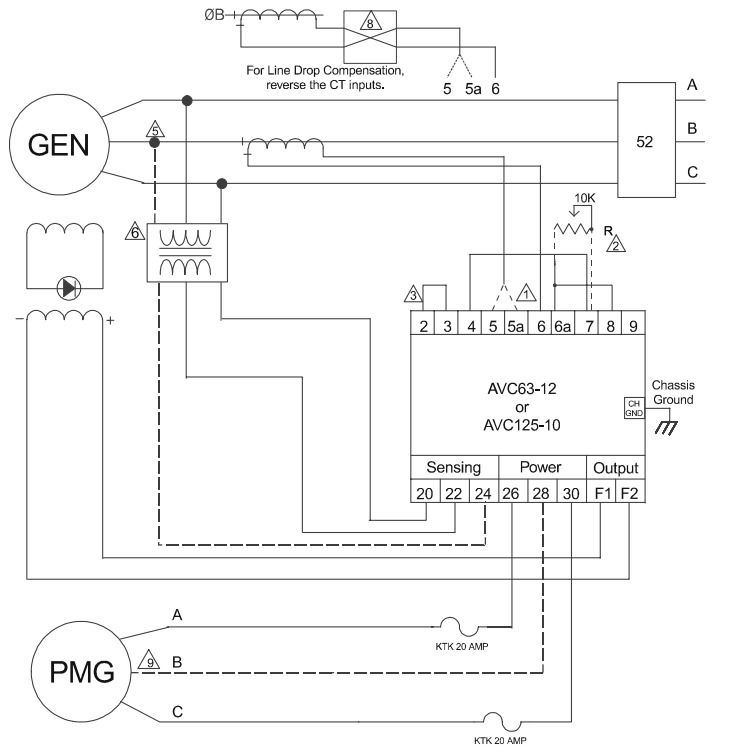 ØB
8
For Line Drop Compensation,
reverse the CT inputs.
5 5a 6
GEN
5
A
B
C
52
6
10K
R
2
3
1
2 3 4 5 5a 6 6a 7 8 9
AVC63-12
or
AVC125-10
CH
GND
Chassis
Ground
− +
Sensing Power Output
20 22 24 26 28 30 F1 F2
PMG
A
KTK 20 AMP
9
B
C
KTK 20 AMP